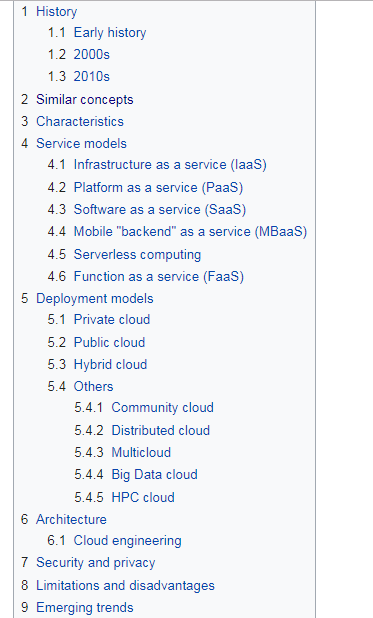 1 History
1.1 Early history
1.2 2000s
1.3 2010s
2 Similar concepts
3 Characteristics
4 Service models
4.1 Infrastructure as a service (IaaS)
4.2 Platform as a service (PaaS)
4.3 Software as a service (SaaS)
4.4 Mobile "backend" as a service (MBaaS)
4.5 Serverless computing
4.6 Function as a service (FaaS)
5 Deployment models
5.1 Private cloud
5.2 Public cloud
5.3 Hybrid cloud
5.4 Others
5.4.1 Community cloud
5.4.2 Distributed cloud
5.4.3 Multicloud
5.4.4 Big Data cloud
5.4.5 HPC cloud
6 Architecture
6.1 Cloud engineering
7 Security and privacy
8 Limitations and disadvantages
9 Emerging trends